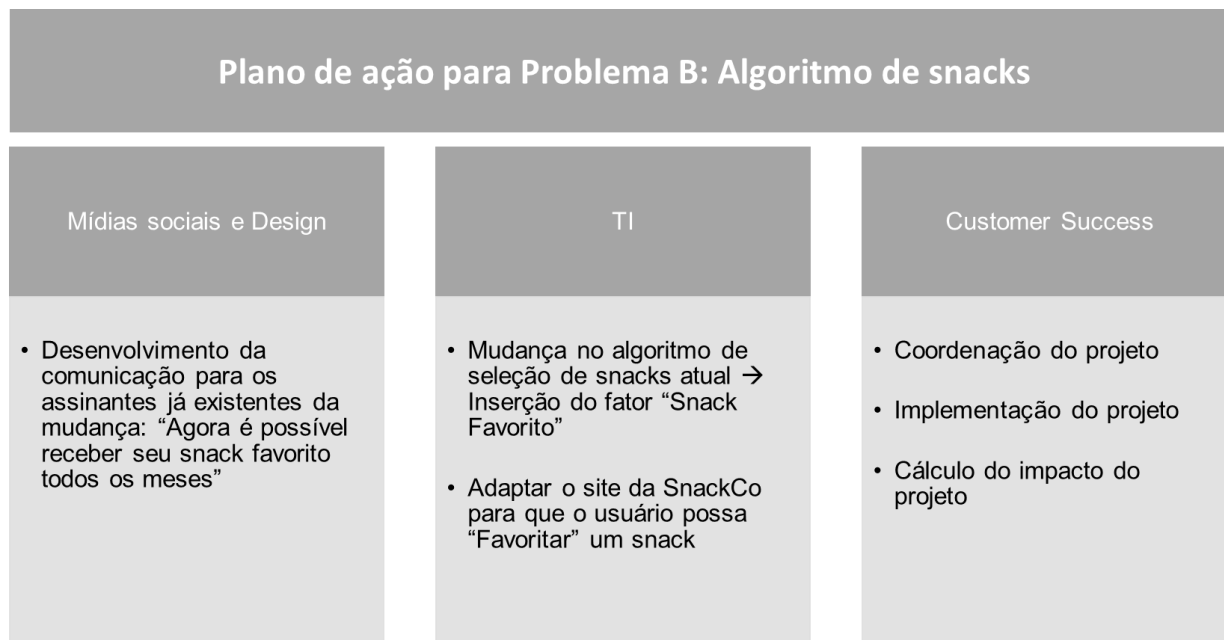 Plano de ação para Problema B: Algoritmo de snacks
Mídias sociais e Design
• Desenvolvimento da
comunicação para os
assinantes já existentes da
mudança: “Agora é possível
receber seu snack favorito
todos os meses”
TI
• Mudança no algoritmo de
seleção de snacks atual →
Inserção do fator “Snack
Favorito”
• Adaptar o site da SnackCo
para que o usuário possa
“Favoritar” um snack
Customer Success
• Coordenação do projeto
• Implementação do projeto
• Cálculo do impacto do
projeto